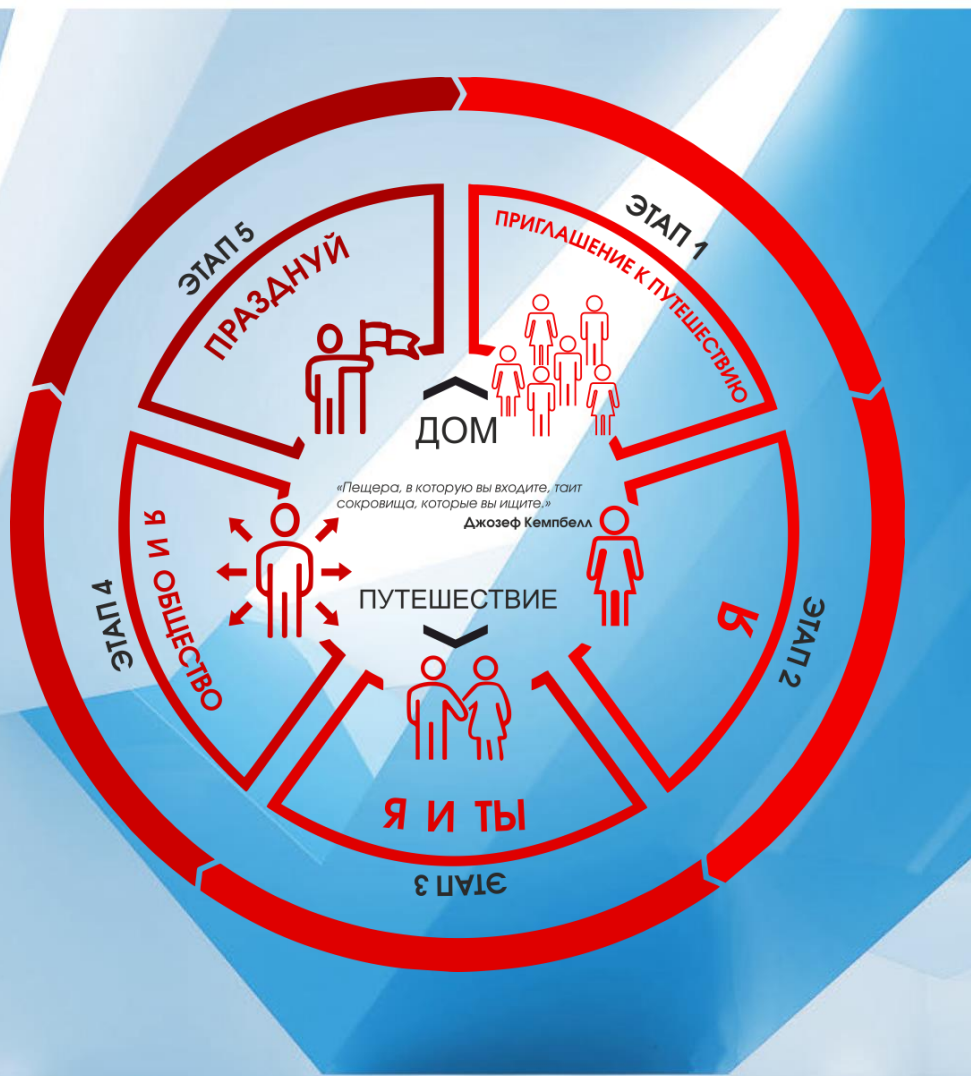 ЭТАП 1
ПРИГЛАШЕНИЕ К ПУТЕШЕСТВИЮ
ЭТАП 2
Я
ЭТАП 3
Я И ТЫ
ЭТАП 4
Я И ОБЩЕСТВО
ЭТАП 5
ПРАЗДНУЙ
ДОМ
«Пещера, в которую вы входите, таит
сокровища, которые вы ищите.»
Джозеф Кемпбелл
ПУТЕШЕСТВИЕ